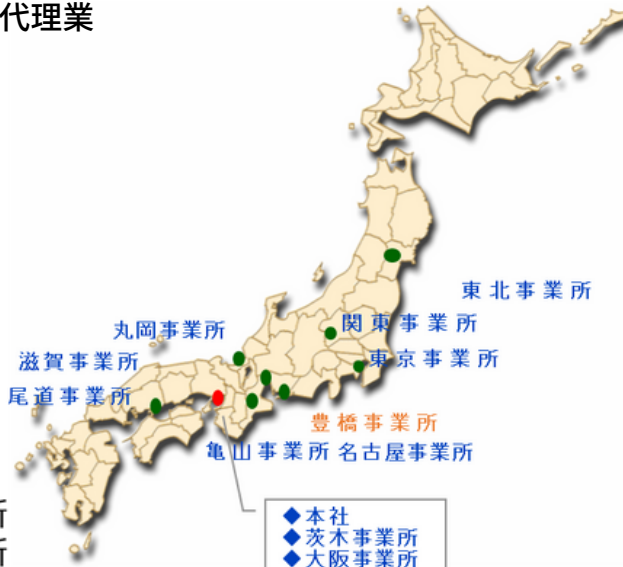 代理業
東北事業所
丸岡事業所
関東事業所
滋賀事業所
東京事業所
尾道事業所
豊橋事業所
亀山事業所
名古屋事業所
所
所
◆本社
◆茨木事業所
◆大阪事業所